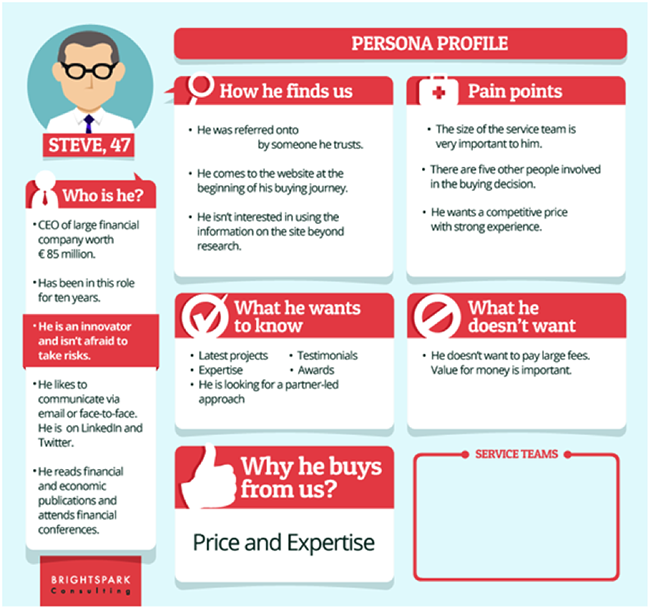 PERSONA PROFILE
STEVE, 47
Who is he?
• CEO of large financial
company worth
€ 85 million.
• Has been in this role
for ten years.
• He is an innovator
and isn't afraid to
take risks.
• He likes to
communicate via
email or face-to-face.
He is on LinkedIn and
Twitter.
• He reads financial
and economic
publications and
attends financial
conferences.
BRIGHTSPARK
Consulting
How he finds us
• He was referred onto
by someone he trusts.
• He comes to the website at the
beginning of his buying journey.
• He isn't interested in using the
information on the site beyond
research.
Pain points
• The size of the service team is
very important to him.
• There are five other people involved
in the buying decision.
• He wants a competitive price
with strong experience.
What he wants
to know
• Latest projects • Testimonials
• Expertise • Awards
• He is looking for a partner-led
approach
What he
doesn't want
• He doesn't want to pay large fees.
Value for money is important.
Why he buys
from us?
Price and Expertise
SERVICE TEAMS